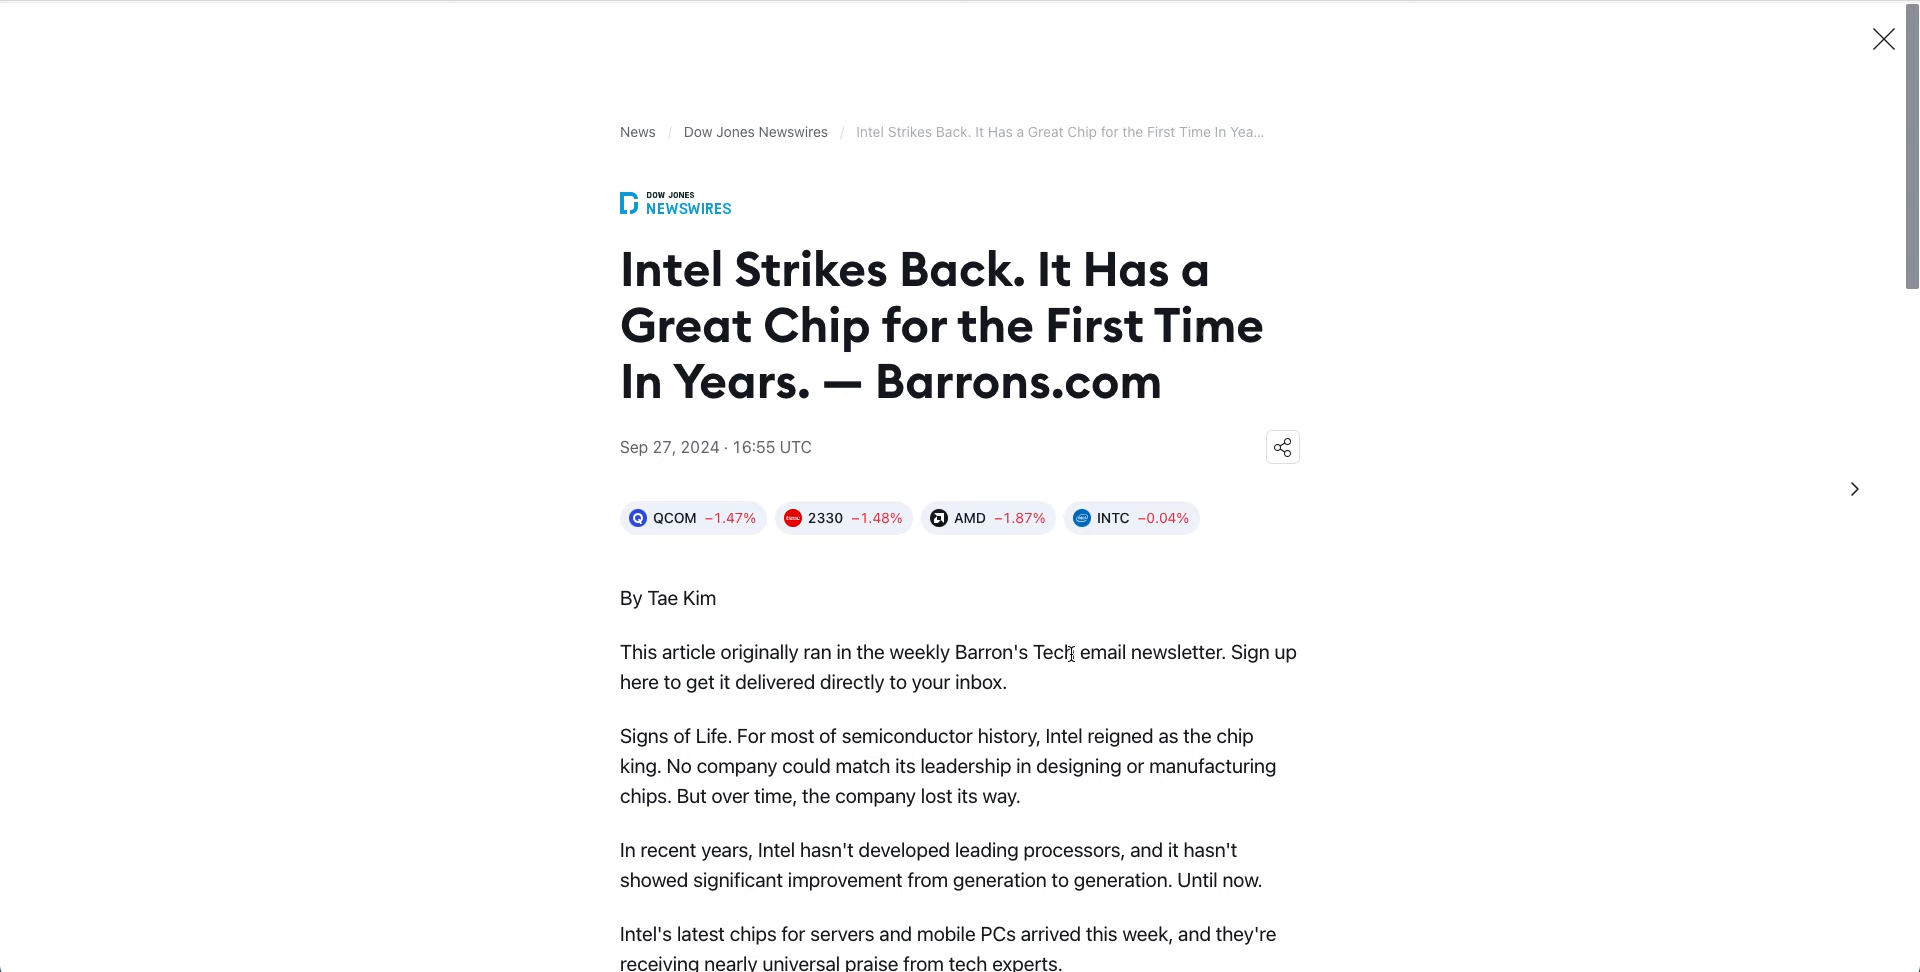 News / Dow Jones Newswires / Intel Strikes Back. It Has a Great Chip for the First Time In Yea...
DOW JONES
NEWSWIRES
Intel Strikes Back. It Has a
Great Chip for the First Time
In Years. — Barrons.com
Sep 27, 2024 · 16:55 UTC
QCOM −1.47% 2330 −1.48% AMD −1.87% INTC −0.04%
By Tae Kim
This article originally ran in the weekly Barron's Tech email newsletter. Sign up
here to get it delivered directly to your inbox.
Signs of Life. For most of semiconductor history, Intel reigned as the chip
king. No company could match its leadership in designing or manufacturing
chips. But over time, the company lost its way.
In recent years, Intel hasn't developed leading processors, and it hasn't
showed significant improvement from generation to generation. Until now.
Intel's latest chips for servers and mobile PCs arrived this week, and they're
receiving nearly universal praise from tech experts.